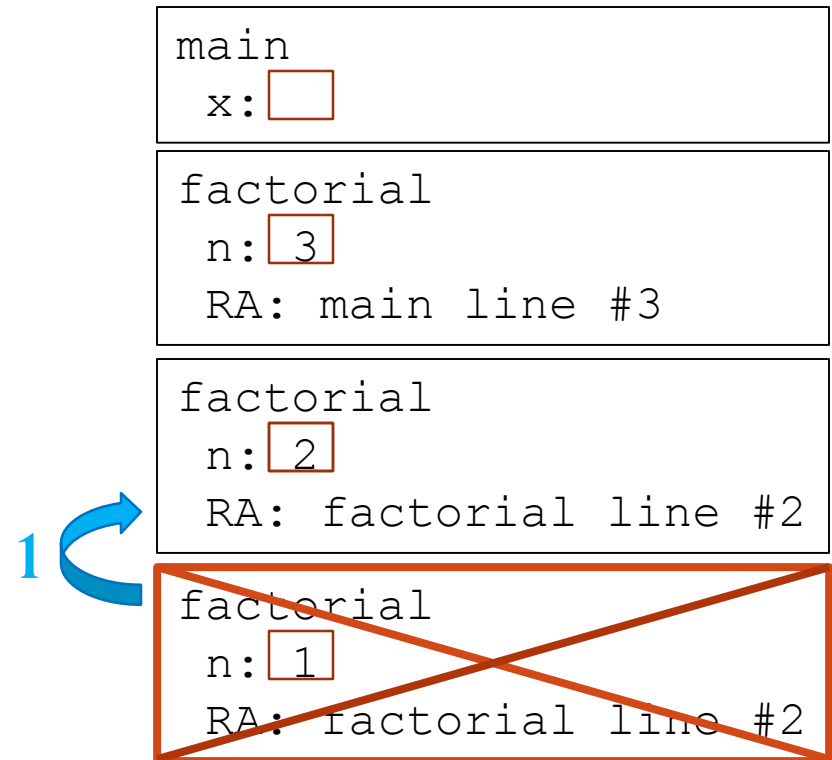 main
x:
factorial
n: 3
RA: main line #3
factorial
n: 2
RA: factorial line #2
1
factorial
n: 1
RA: factorial line #2